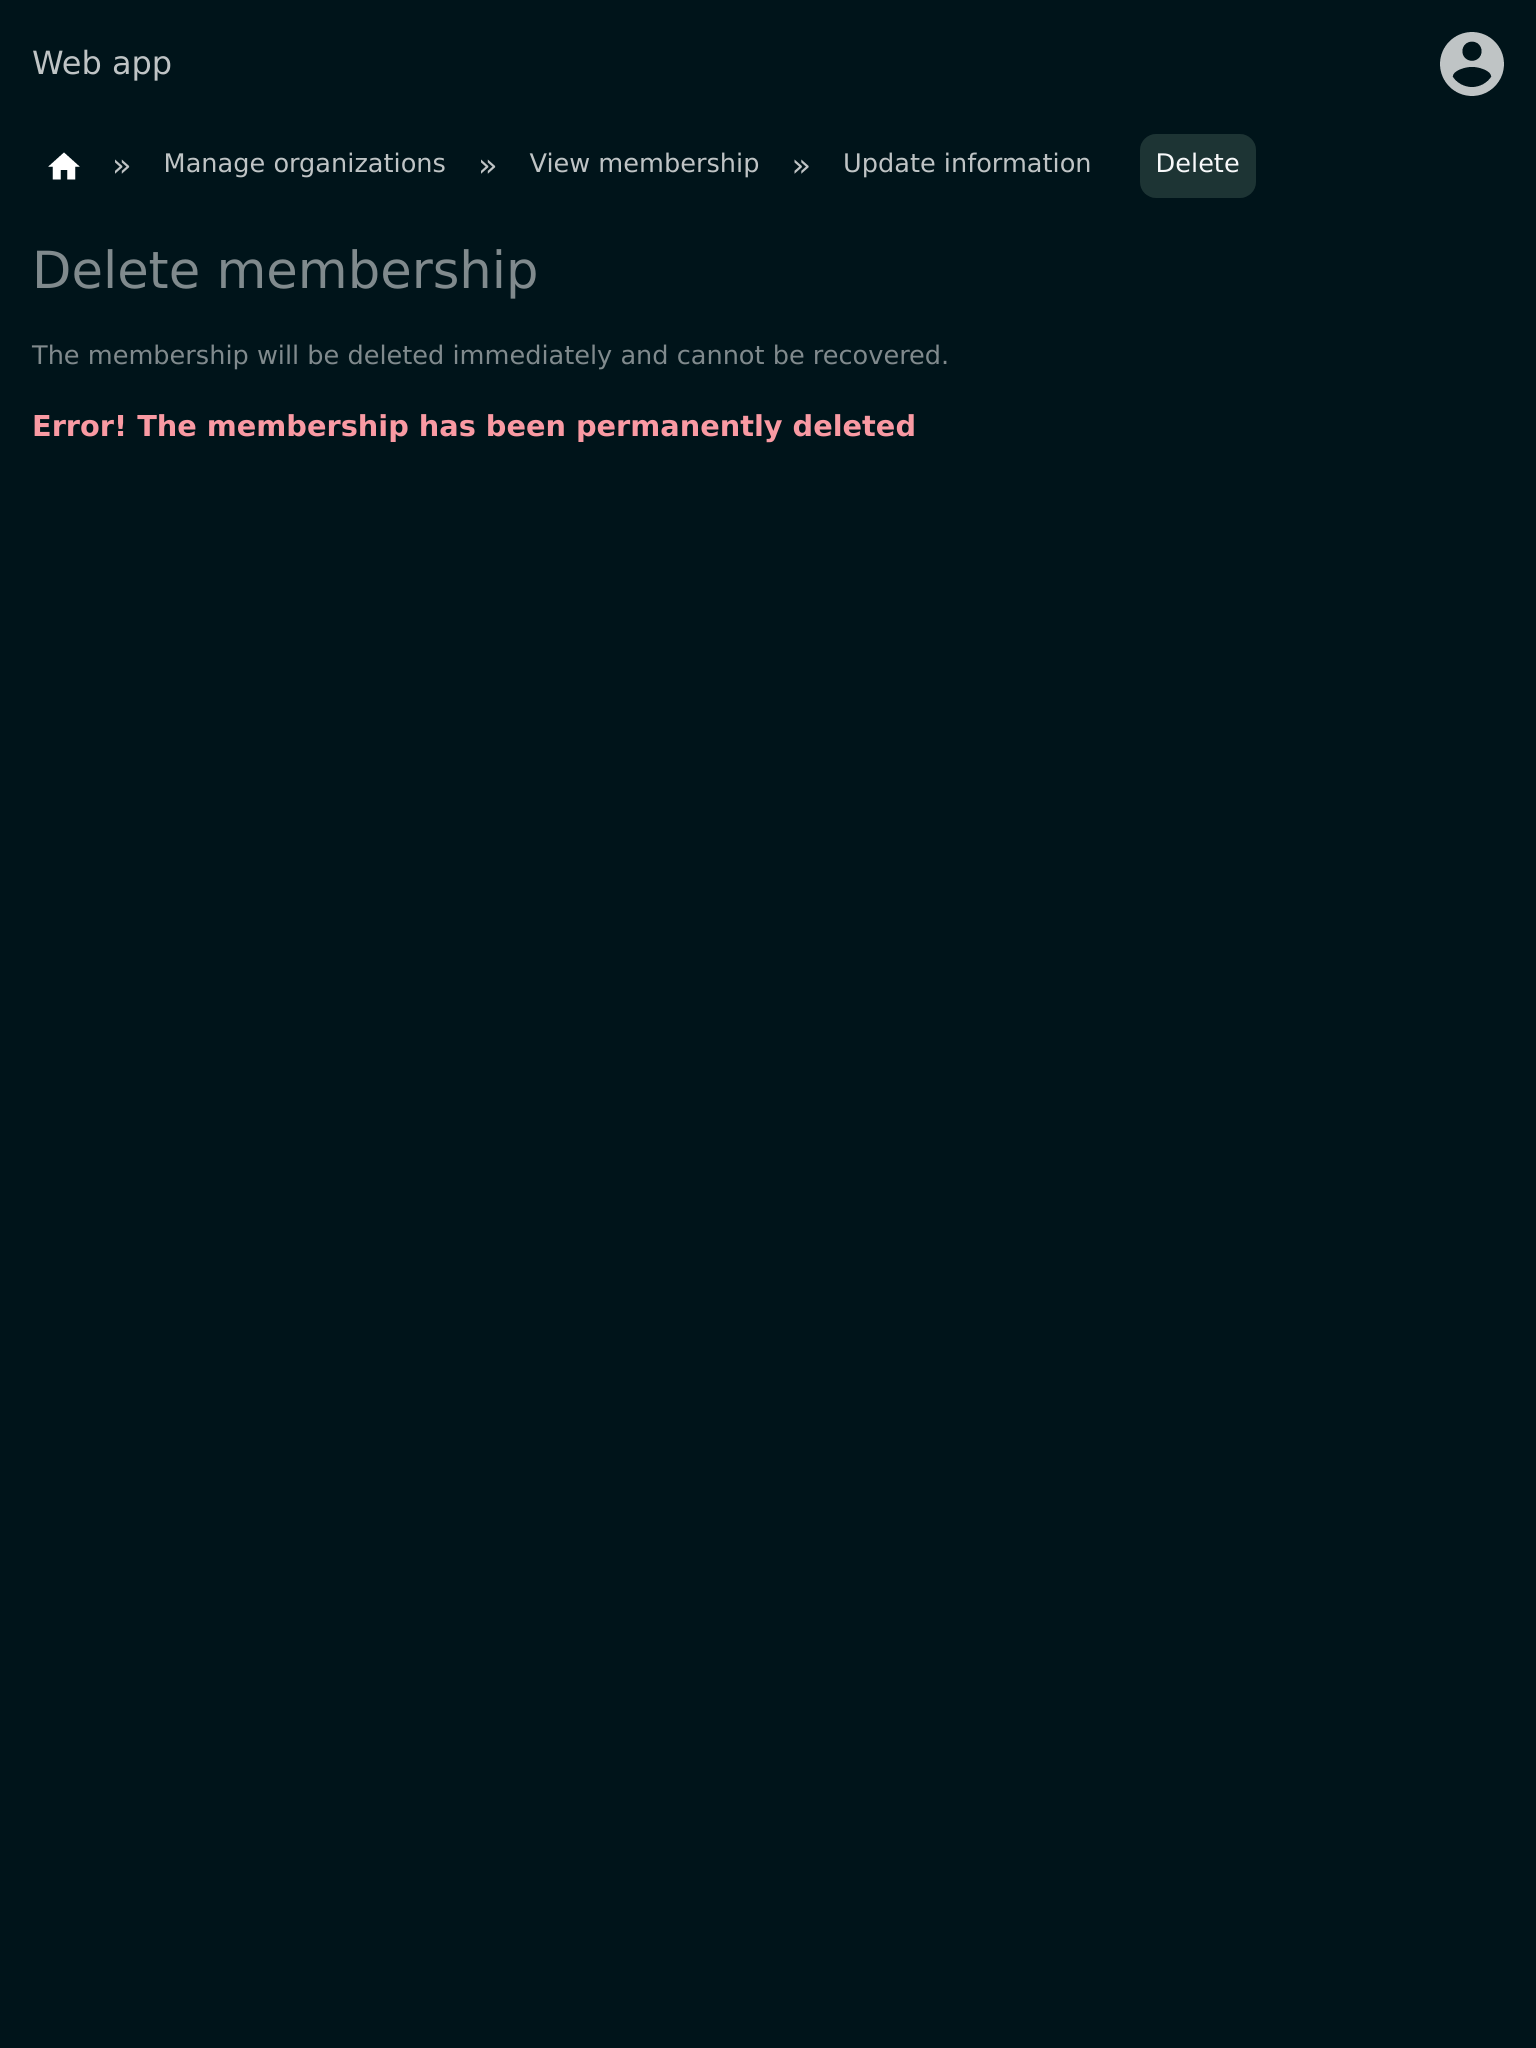 Web app
» Manage organizations » View membership » Update information Delete
Delete membership
The membership will be deleted immediately and cannot be recovered.
Error! The membership has been permanently deleted